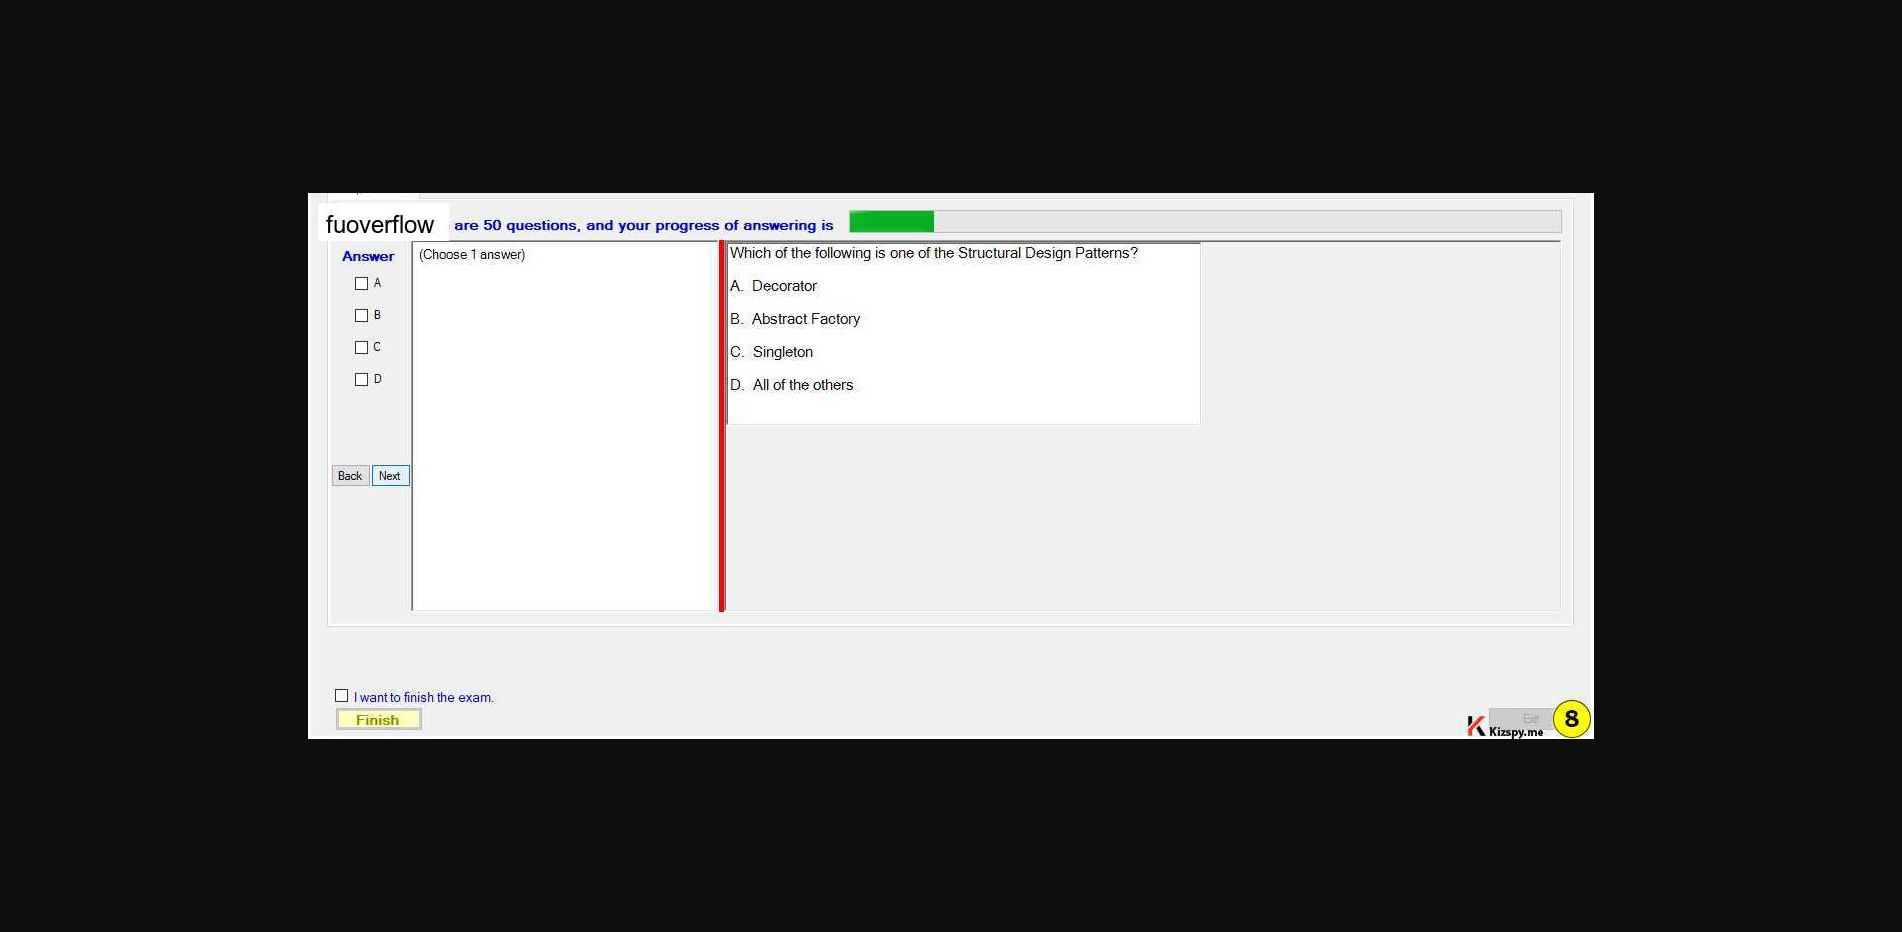 fuoverflow are 50 questions, and your progress of answering is
Answer
(Choose 1 answer)
A
B
C
D
Back Next
Which of the following is one of the Structural Design Patterns?
A. Decorator
B. Abstract Factory
C. Singleton
D. All of the others
I want to finish the exam.
Finish
Exit
Kizspy.me
8